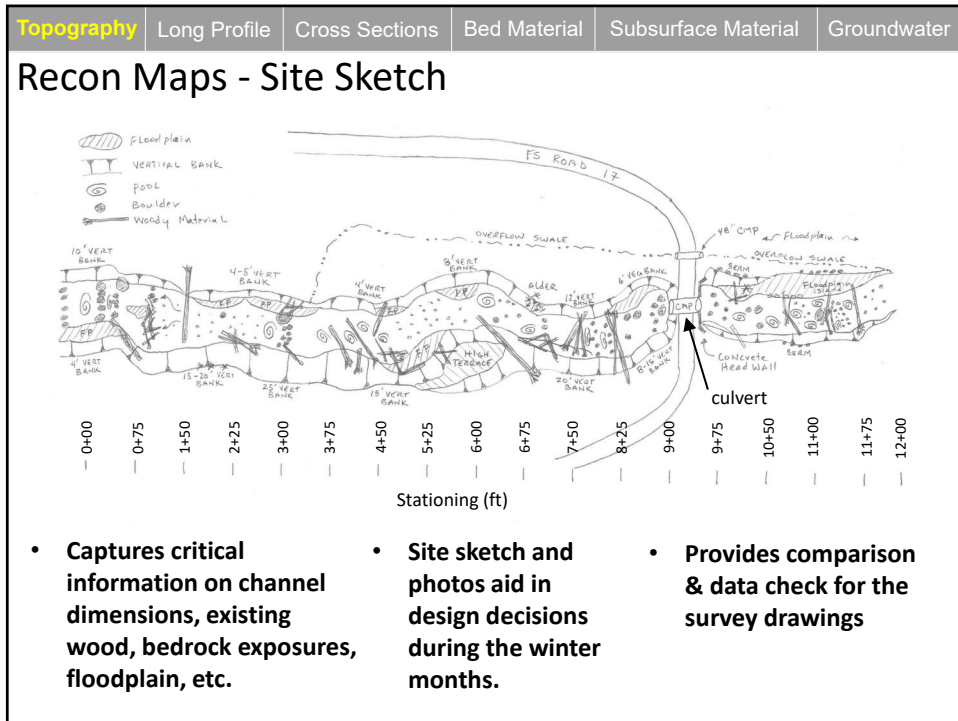 Topography Long Profile Cross Sections Bed Material Subsurface Material Groundwater
Recon Maps - Site Sketch
Floodplain
VERTICAL BANK
POOL
Boulder
Woody Material
FS ROAD 17
OVERFLOW SWALE
48" CMP
Floodplain
OVERFLOW SWALE
10' VERT BANK
4-5' VERT BANK
4' VERT BANK
8' VERT BANK
ALDER
12' VERT BANK
6' VEG BANK
BERM
Floodplain Island
FP
FP
FP
FP
FP
FP
FP
CMP
HIGH TERRACE
4' VERT BANK
15-20' VERT BANK
25' VERT BANK
15' VERT BANK
20' VERT BANK
8-15' VERT BANK
Concrete Head Wall
BERM
culvert
0+00
0+75
1+50
2+25
3+00
3+75
4+50
5+25
6+00
6+75
7+50
8+25
9+00
9+75
10+50
11+00
11+75
12+00
Stationing (ft)
• Captures critical
information on channel
dimensions, existing
wood, bedrock exposures,
floodplain, etc.
• Site sketch and
photos aid in
design decisions
during the winter
months.
• Provides comparison
& data check for the
survey drawings